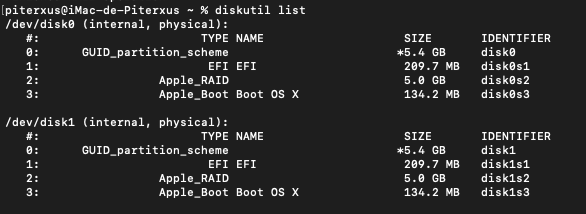 [piterxus@iMac-de-Piterxus ~ % diskutil list
/dev/disk0 (internal, physical):
#: TYPE NAME SIZE IDENTIFIER
0: GUID_partition_scheme *5.4 GB disk0
1: EFI EFI 209.7 MB disk0s1
2: Apple_RAID 5.0 GB disk0s2
3: Apple_Boot Boot OS X 134.2 MB disk0s3
/dev/disk1 (internal, physical):
#: TYPE NAME SIZE IDENTIFIER
0: GUID_partition_scheme *5.4 GB disk1
1: EFI EFI 209.7 MB disk1s1
2: Apple_RAID 5.0 GB disk1s2
3: Apple_Boot Boot OS X 134.2 MB disk1s3